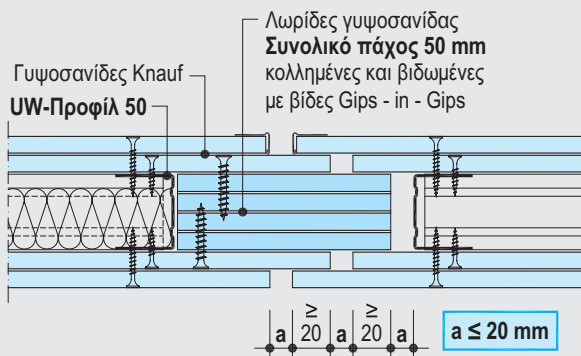 Λωρίδες γυψοσανίδας
Συνολικό πάχος 50 mm
κολλημένες και βιδωμένες
με βίδες Gips - in - Gips
Γυψοσανίδες Knauf
UW-Προφίλ 50
a ≥ 20 a ≥ 20 a
a ≤ 20 mm